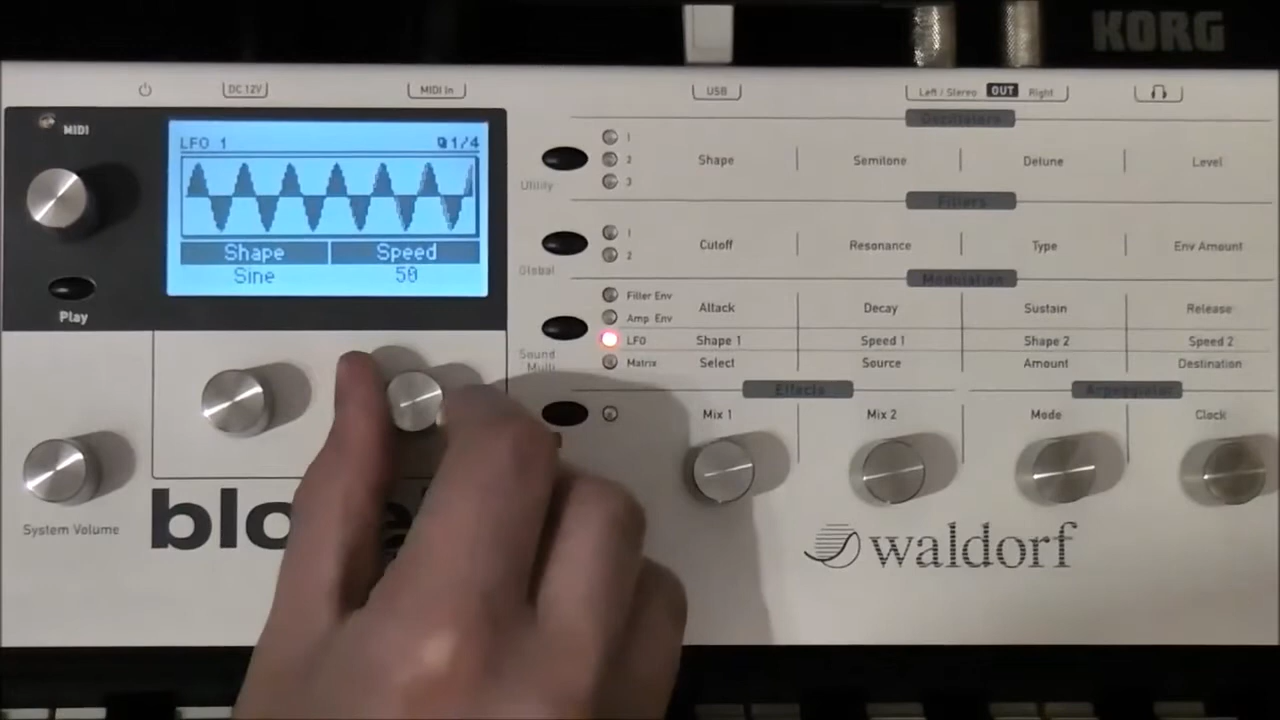 KORG
DC 12V
MIDI In
USB
Left / Stereo OUT Right
MIDI
Play
System Volume
LFO 1
1/4
Shape Speed
Sine 50
Utility
Global
Sound
Multi
Oscillators
1
2
3
Shape Semitone Detune Level
Filters
1
2
Cutoff Resonance Type Env Amount
Modulation
Filter Env
Amp Env
Attack Decay Sustain Release
LFO Shape 1 Speed 1 Shape 2 Speed 2
Matrix Select Source Amount Destination
Effects Arpeggiator
Mix 1 Mix 2 Mode Clock
waldorf